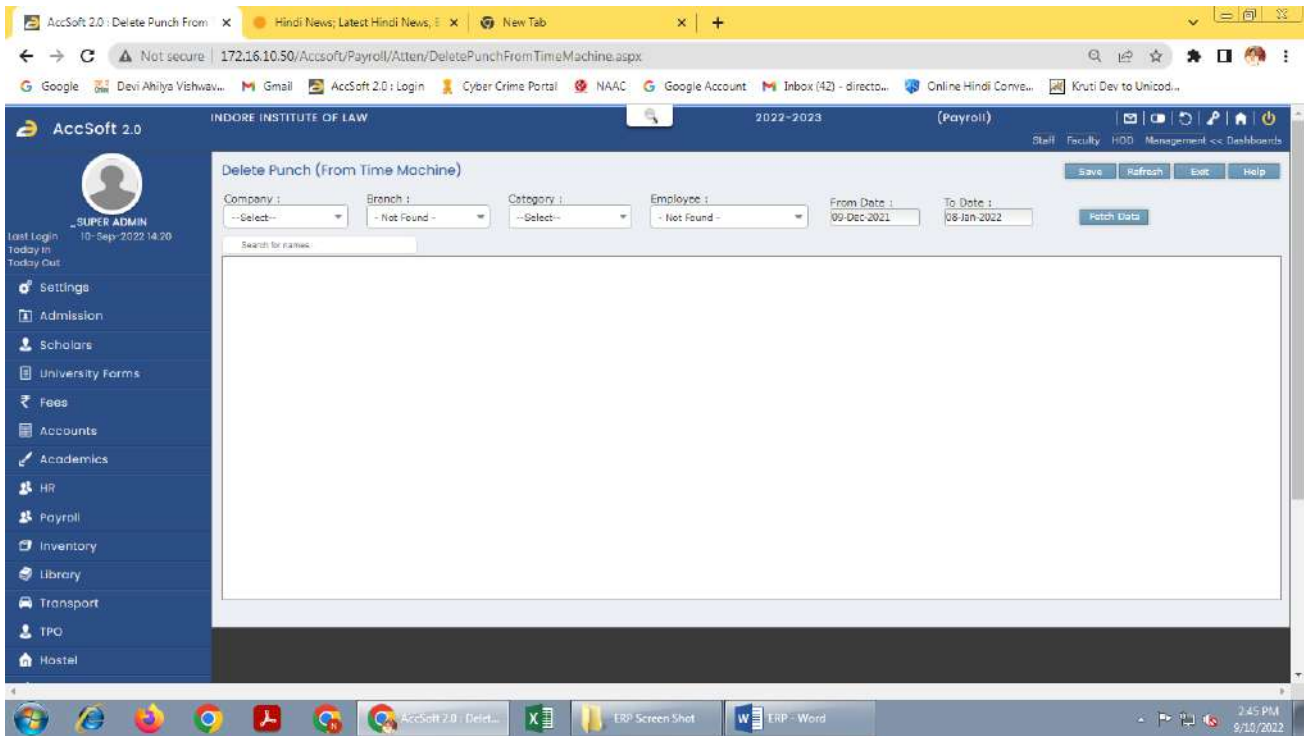 AccSoft 2.0 : Delete Punch From
Hindi News; Latest Hindi News,
New Tab
Not secure | 172.16.10.50/Accsoft/Payroll/Atten/DeletePunchFromTimeMachine.aspx
Google Devi Ahilya Vishwav... Gmail AccSoft 2.0 : Login Cyber Crime Portal NAAC Google Account Inbox (42) - directo... Online Hindi Conve... Kruti Dev to Unicod...
AccSoft 2.0
INDORE INSTITUTE OF LAW 2022-2023 (Payroll)
Staff Faculty HOD Management << Dashboards
_SUPER ADMIN
Last Login 10-Sep-2022 14:20
Today In
Today Out
Settings
Admission
Scholars
University Forms
Fees
Accounts
Academics
HR
Payroll
Inventory
Library
Transport
TPO
Hostel
Delete Punch (From Time Machine)
Save Refresh Exit Help
Company : Branch : Category : Employee : From Date : To Date :
--Select-- - Not Found - --Select-- - Not Found - 09-Dec-2021 08-Jan-2022 Fetch Data
Search for names
AccSoft 2.0 : Delet...
ERP Screen Shot
ERP - Word
2:45 PM
9/10/2022